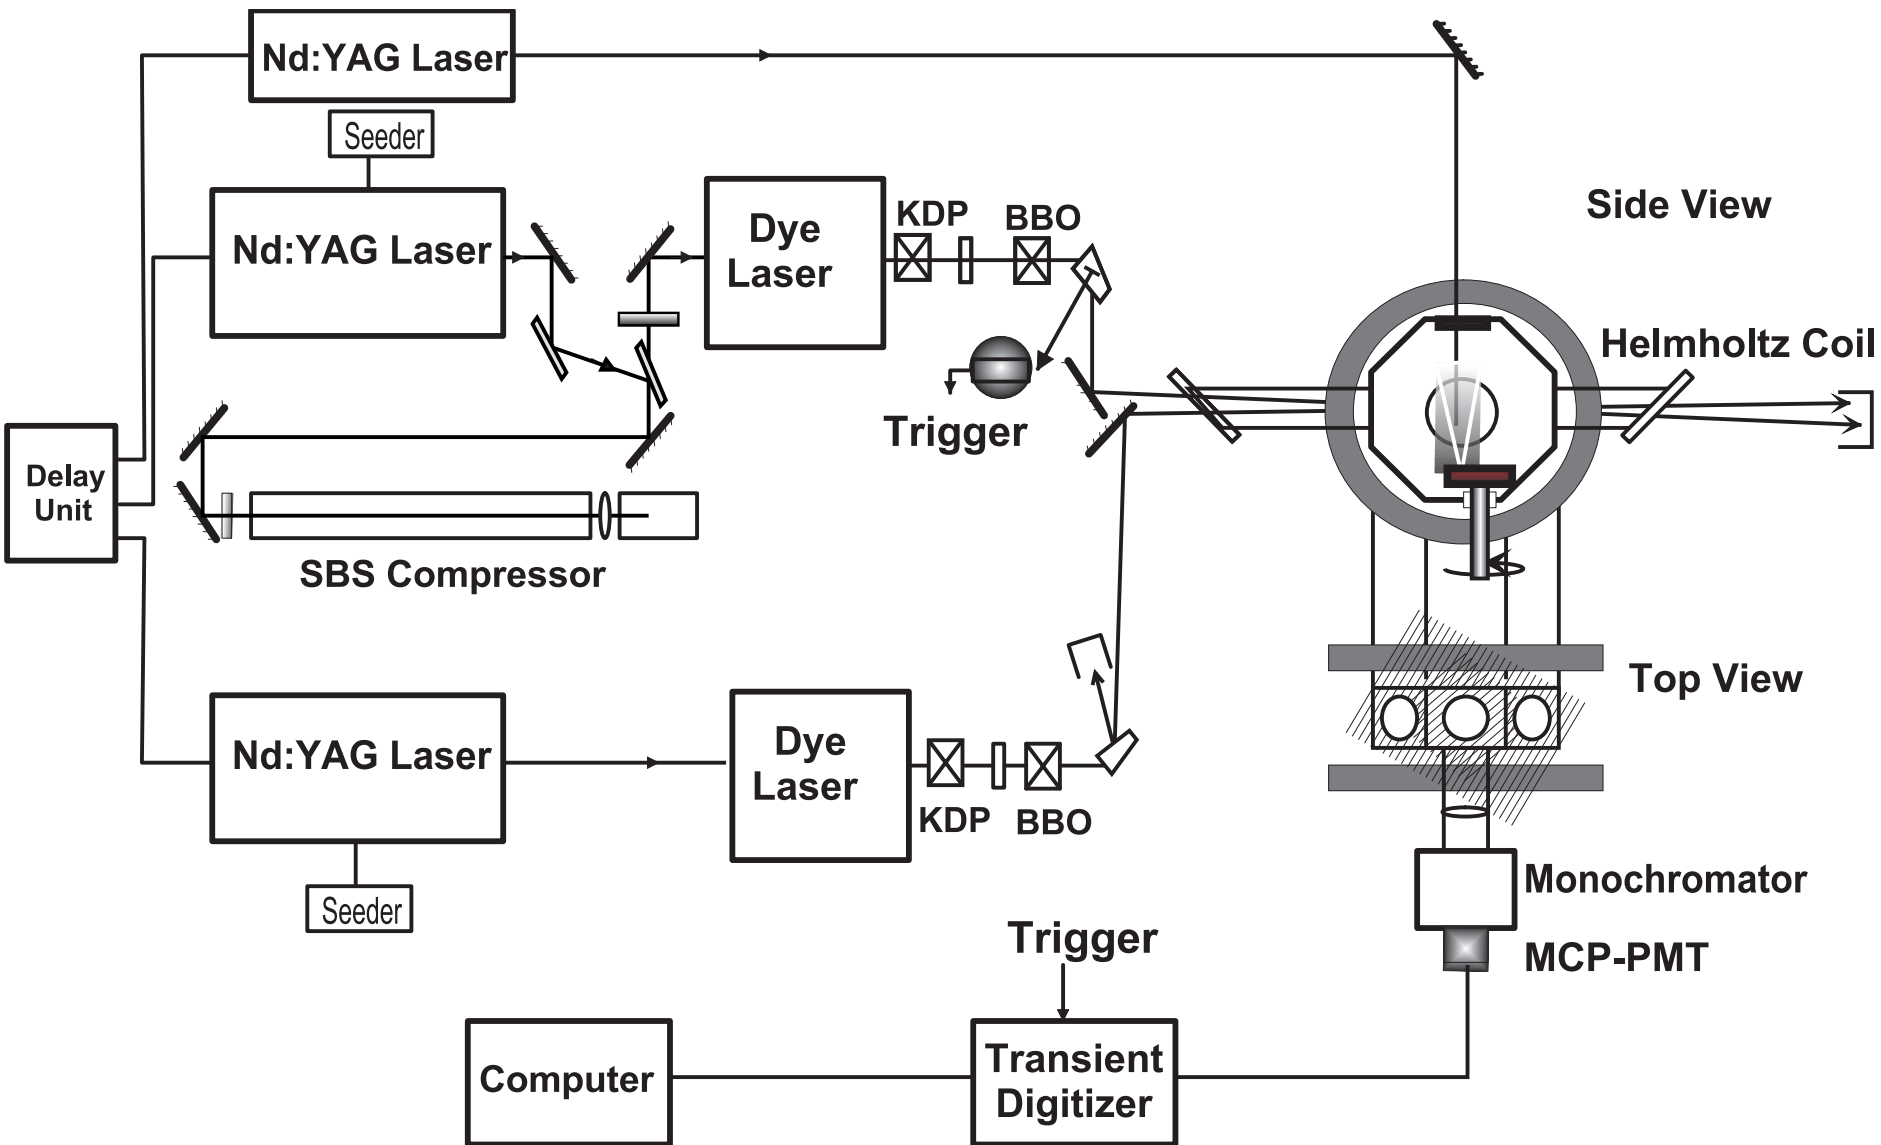 Nd:YAG Laser
Seeder
Nd:YAG Laser
Dye
Laser
KDP
BBO
Side View
Helmholtz Coil
Trigger
Delay
Unit
SBS Compressor
Top View
Nd:YAG Laser
Dye
Laser
KDP
BBO
Seeder
Monochromator
MCP-PMT
Trigger
Computer
Transient
Digitizer